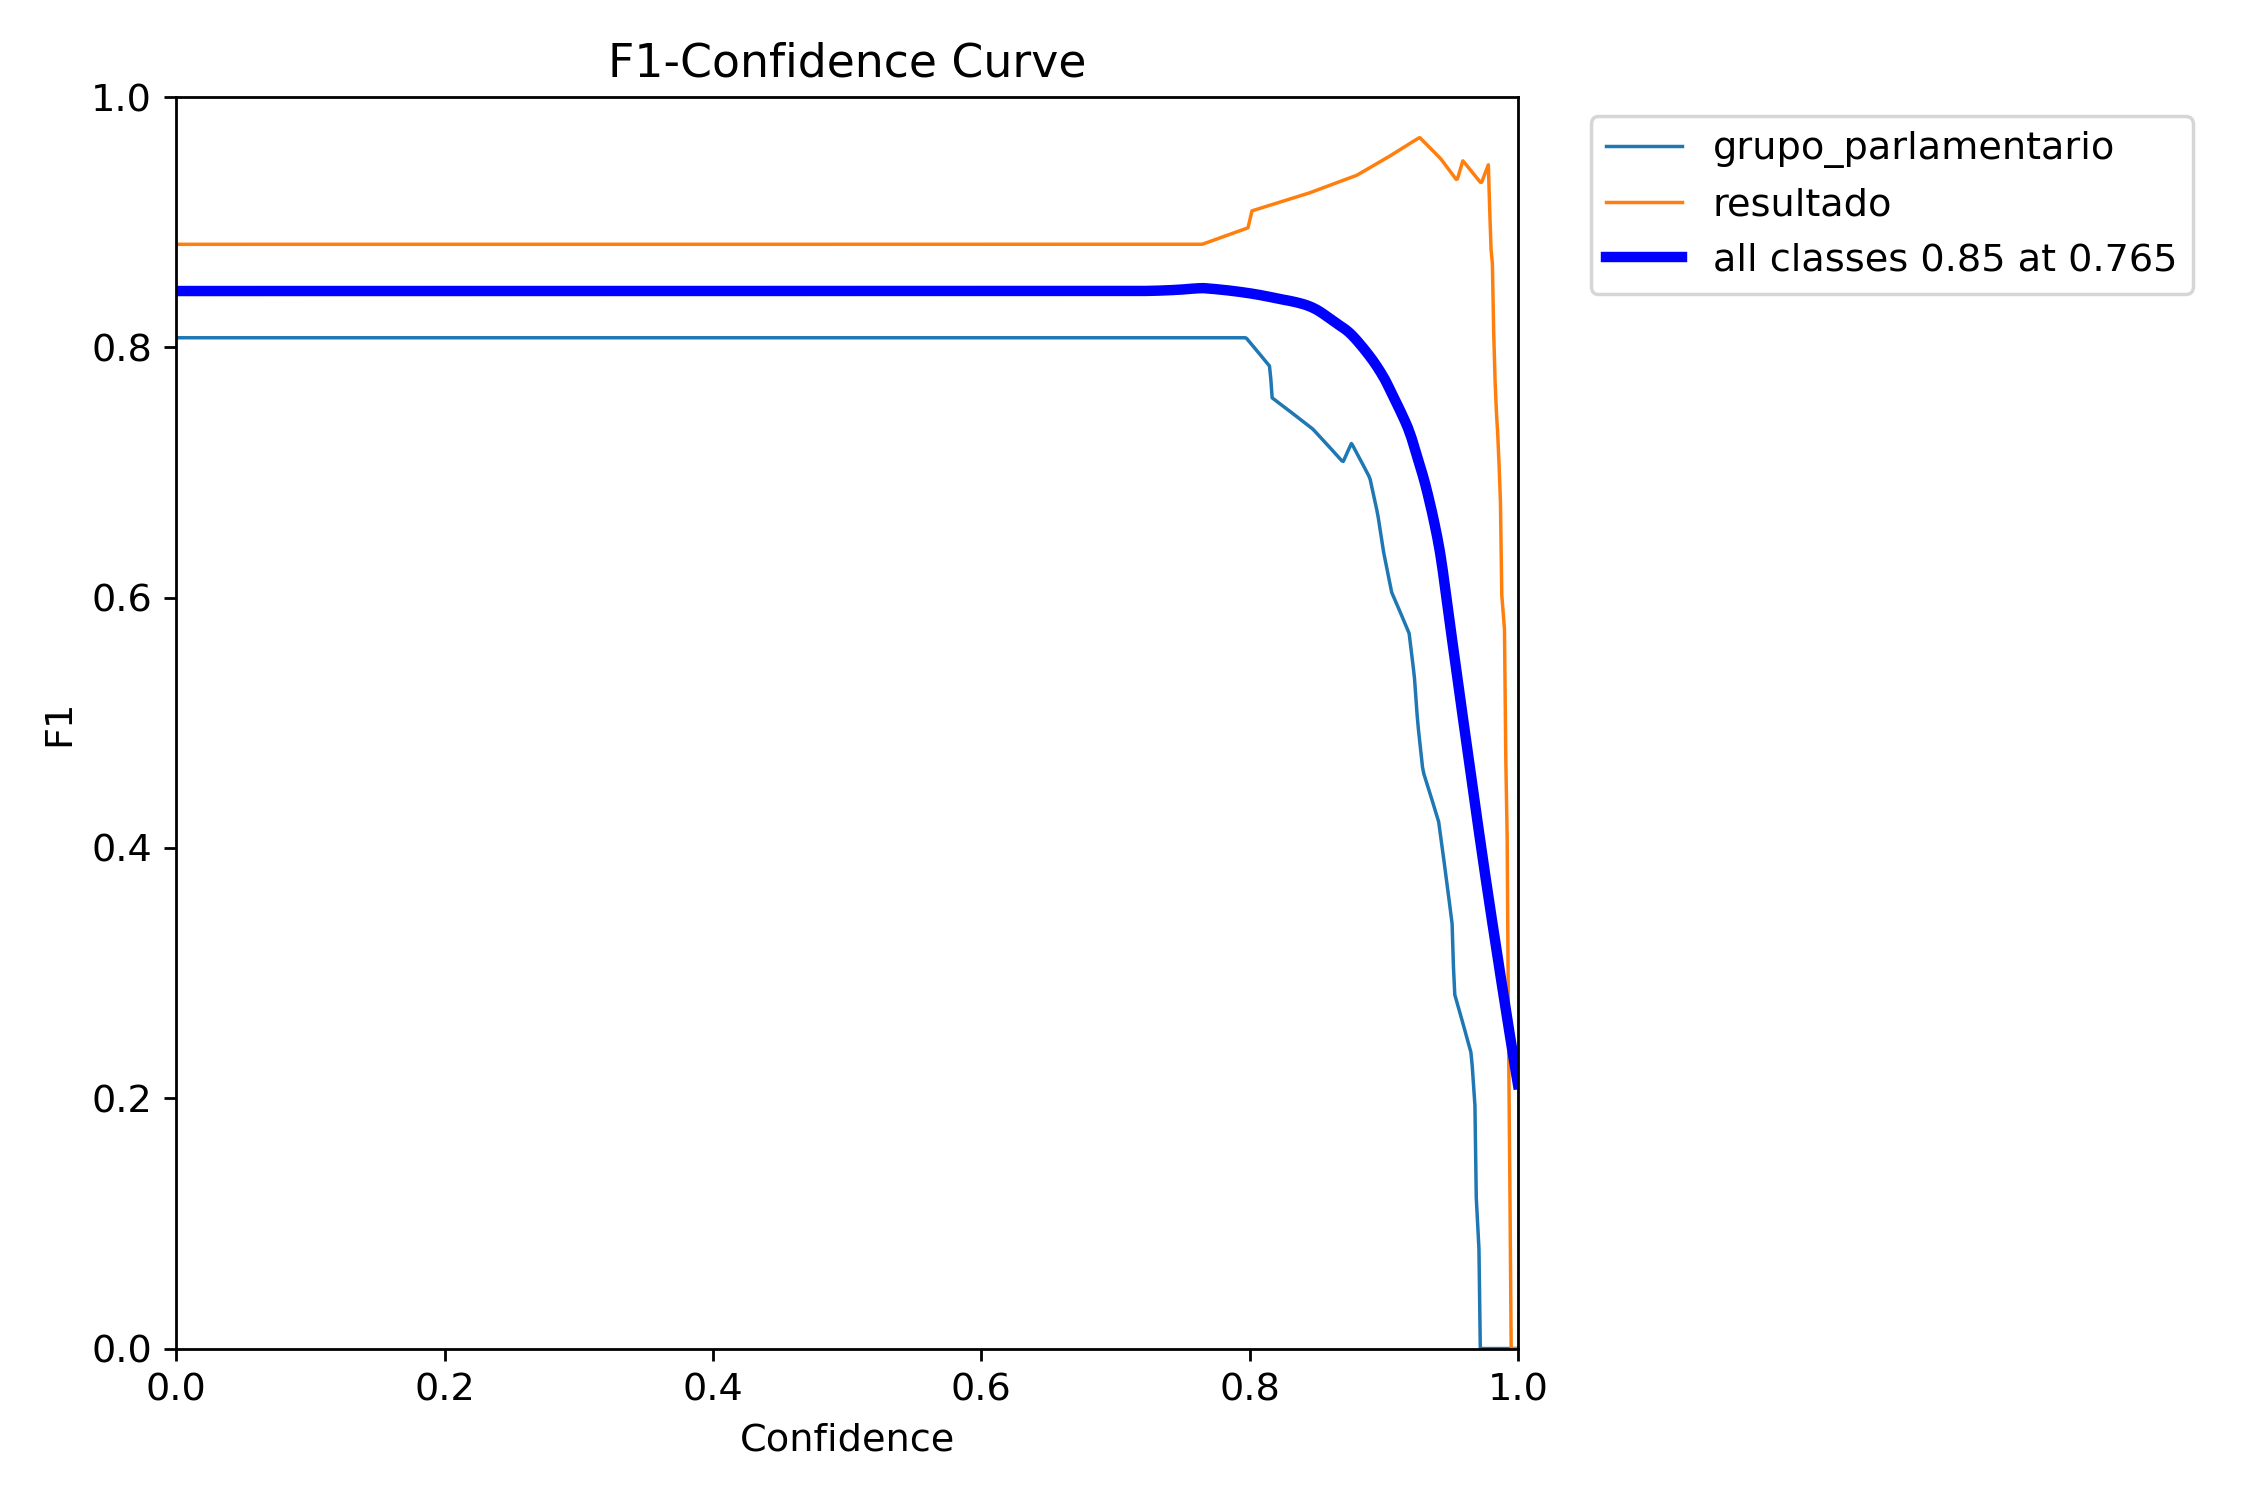 F1-Confidence Curve
grupo_parlamentario
resultado
all classes 0.85 at 0.765
F1
1.0
0.8
0.6
0.4
0.2
0.0
0.0 0.2 0.4 0.6 0.8 1.0
Confidence